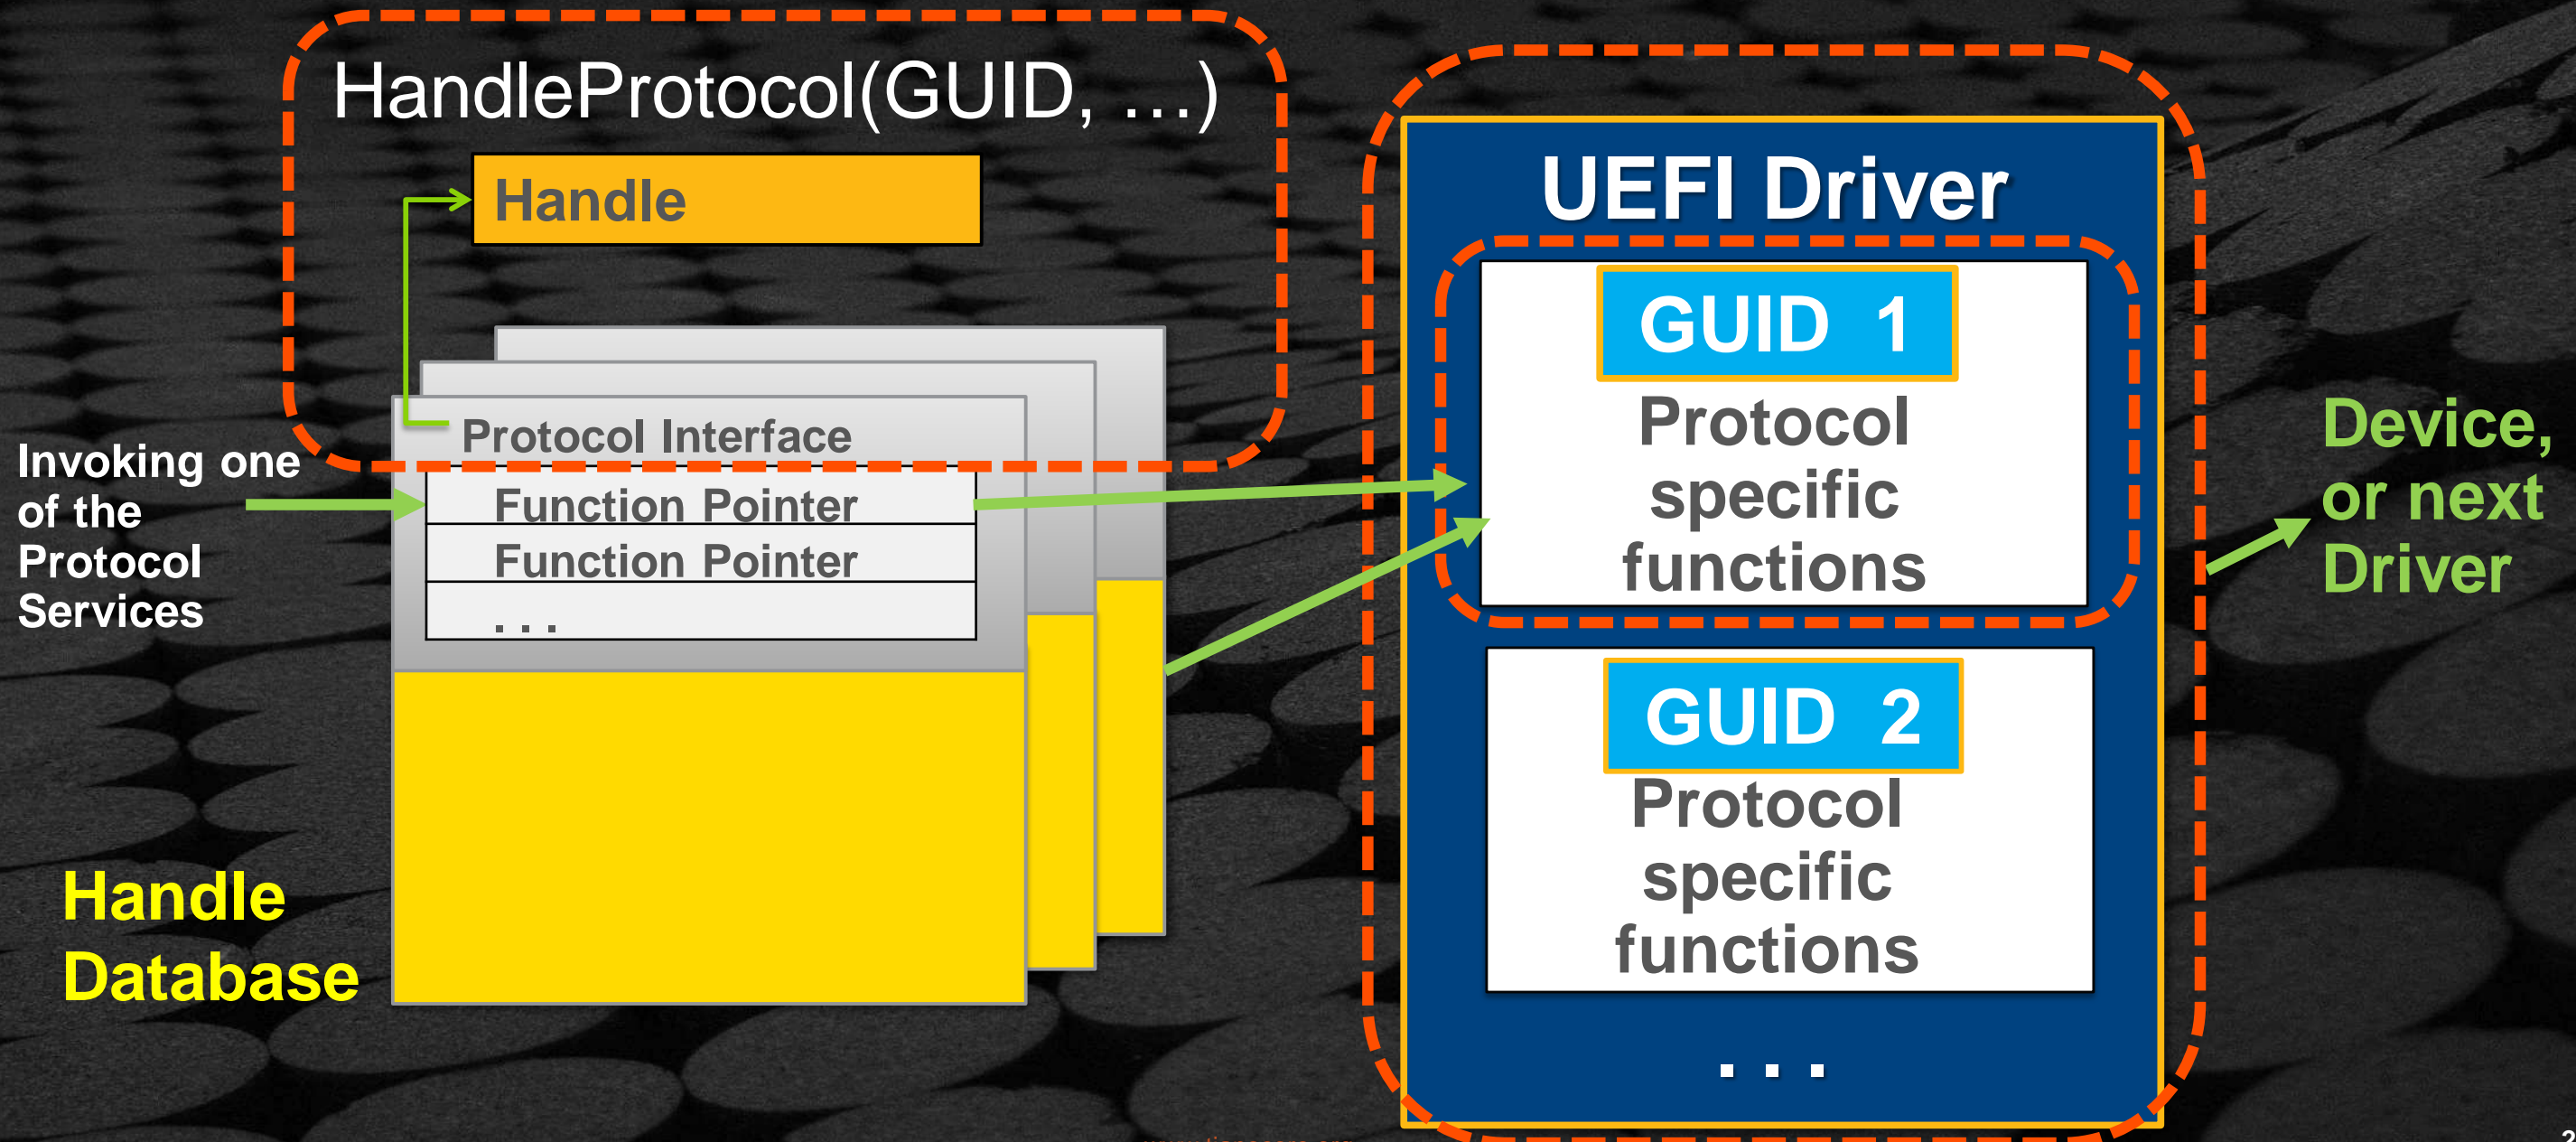 HandleProtocol(GUID, …)
Handle
Protocol Interface
Function Pointer
Function Pointer
. . .
Invoking one
of the
Protocol
Services
Handle
Database
UEFI Driver
GUID 1
Protocol
specific
functions
GUID 2
Protocol
specific
functions
. . .
Device,
or next
Driver